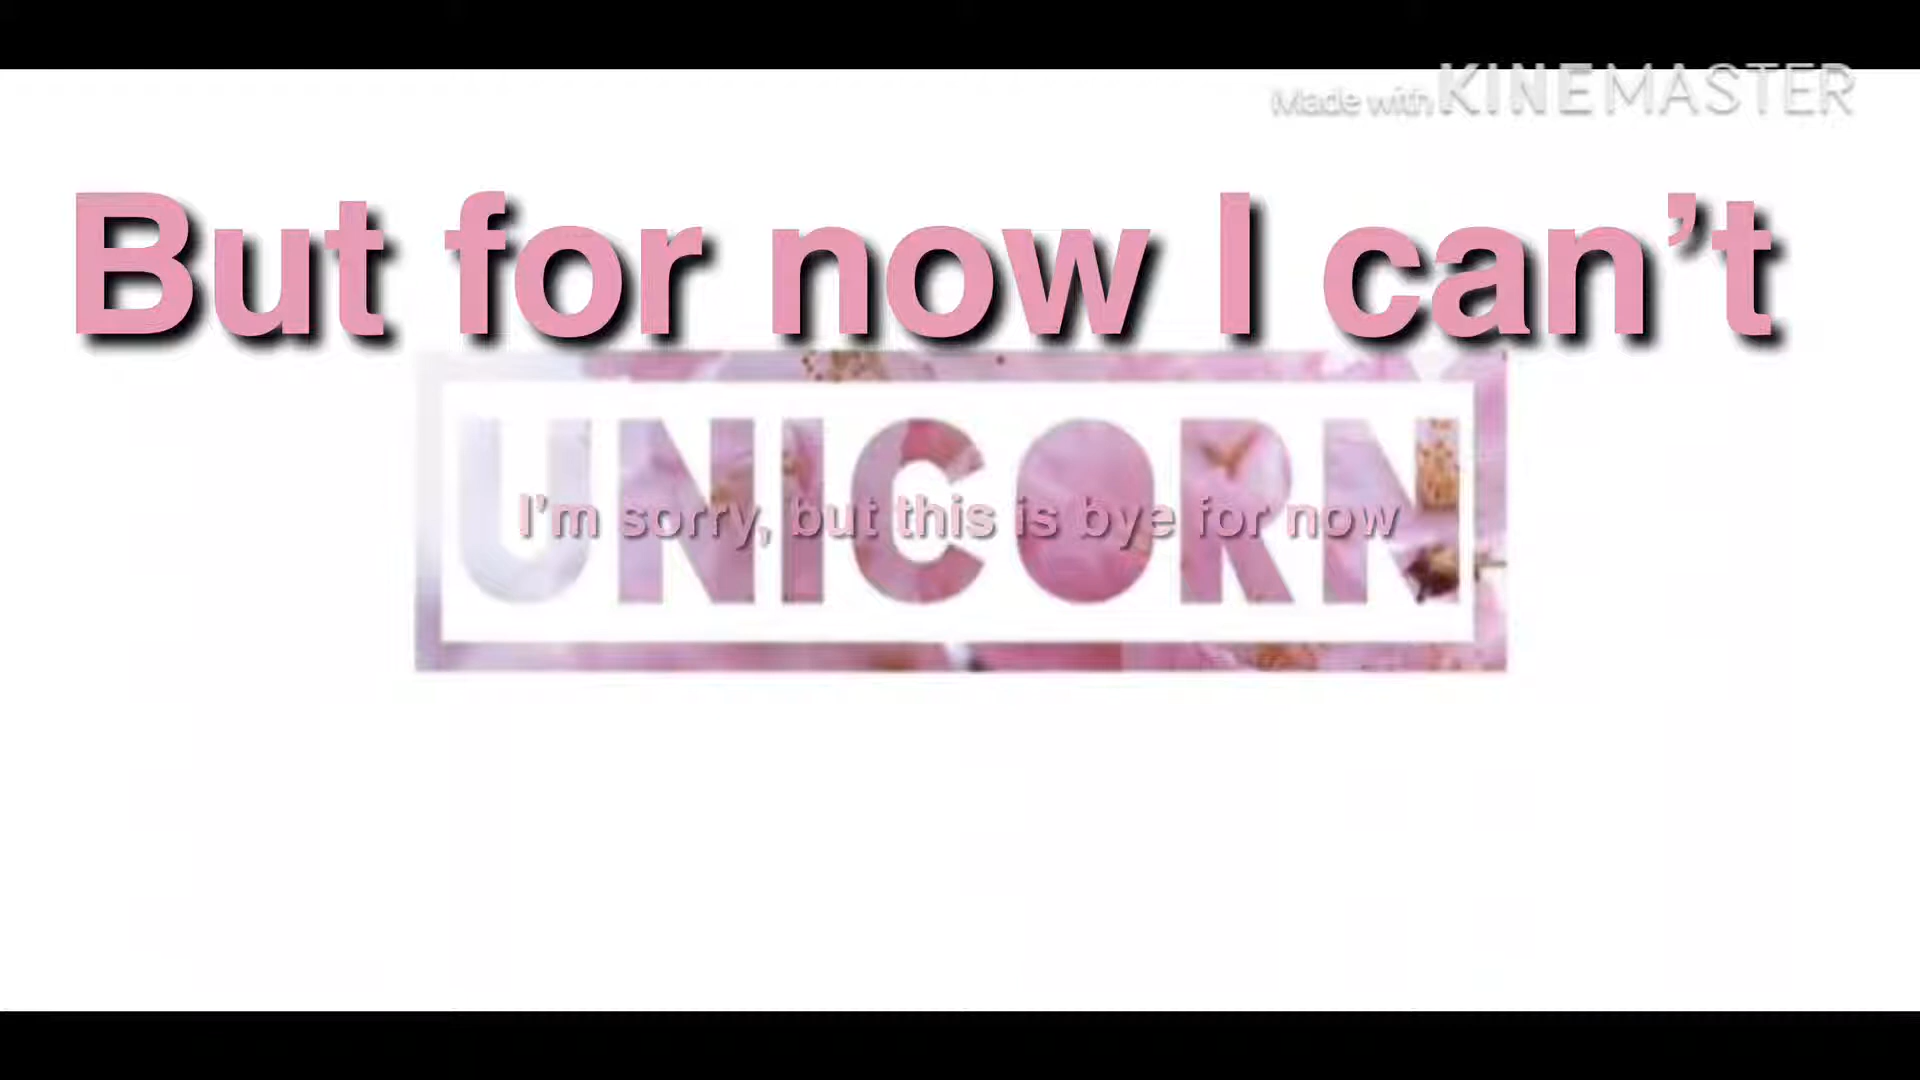 Made with KINEMASTER
But for now I can’t
UNICORN
I’m sorry, but this is bye for now